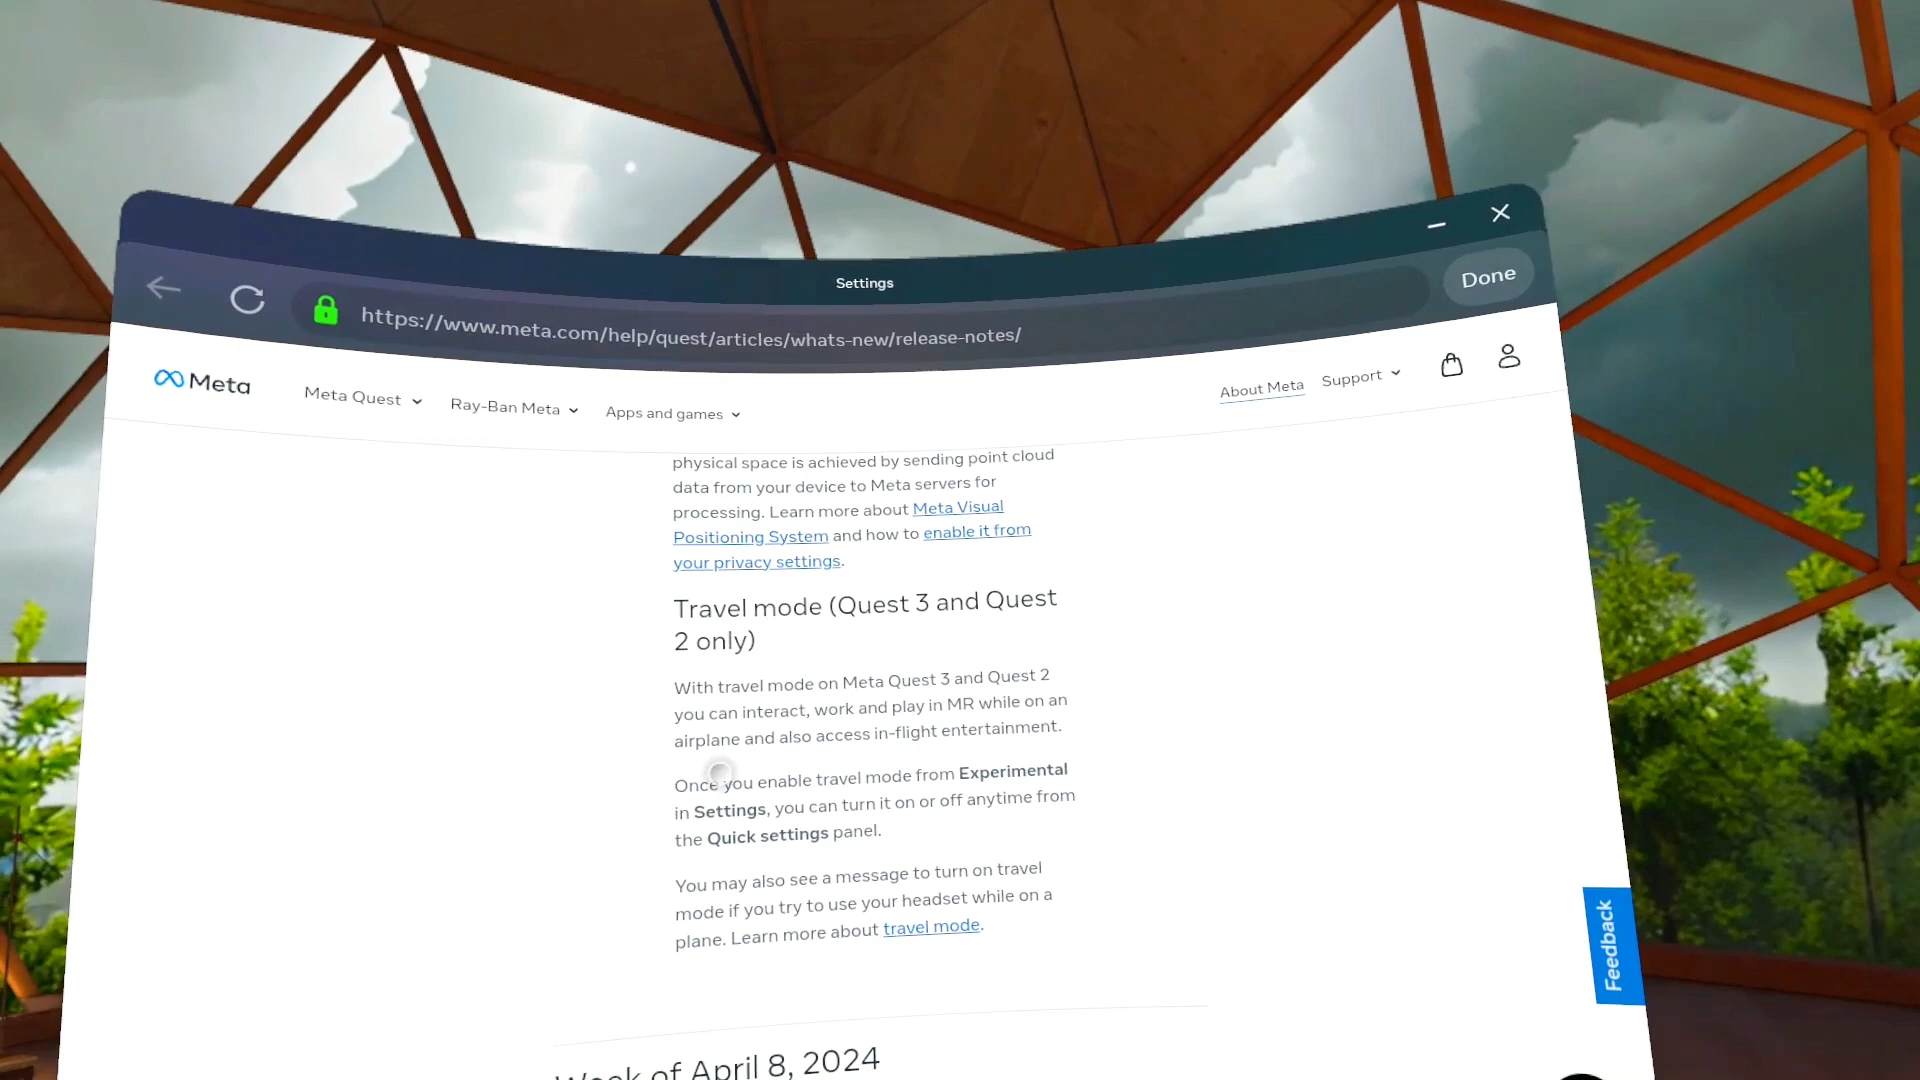 Settings
Done
https://www.meta.com/help/quest/articles/whats-new/release-notes/
Meta
Meta Quest
Ray-Ban Meta
Apps and games
About Meta
Support
physical space is achieved by sending point cloud
data from your device to Meta servers for
processing. Learn more about Meta Visual
Positioning System and how to enable it from
your privacy settings.
Travel mode (Quest 3 and Quest
2 only)
With travel mode on Meta Quest 3 and Quest 2
you can interact, work and play in MR while on an
airplane and also access in-flight entertainment.
Once you enable travel mode from Experimental
in Settings, you can turn it on or off anytime from
the Quick settings panel.
You may also see a message to turn on travel
mode if you try to use your headset while on a
plane. Learn more about travel mode.
Feedback
Week of April 8, 2024